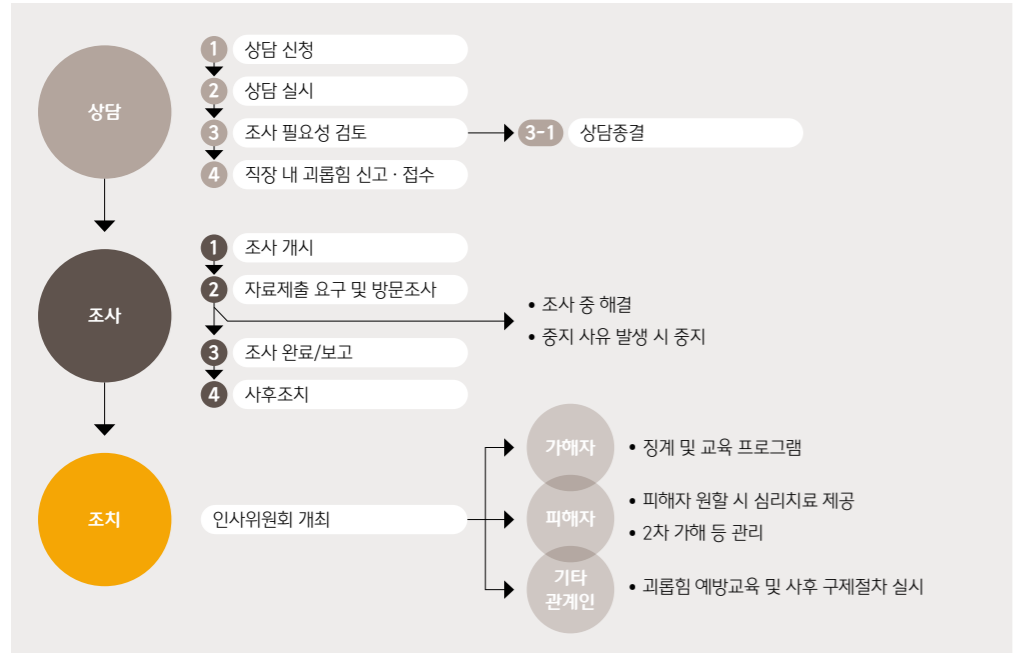 상담
1 상담 신청
2 상담 실시
3 조사 필요성 검토
3-1 상담종결
4 직장 내 괴롭힘 신고 · 접수
조사
1 조사 개시
2 자료제출 요구 및 방문조사
• 조사 중 해결
• 중지 사유 발생 시 중지
3 조사 완료/보고
4 사후조치
조치
인사위원회 개최
가해자
• 징계 및 교육 프로그램
피해자
• 피해자 원할 시 심리치료 제공
• 2차 가해 등 관리
기타
관계인
• 괴롭힘 예방교육 및 사후 구제절차 실시